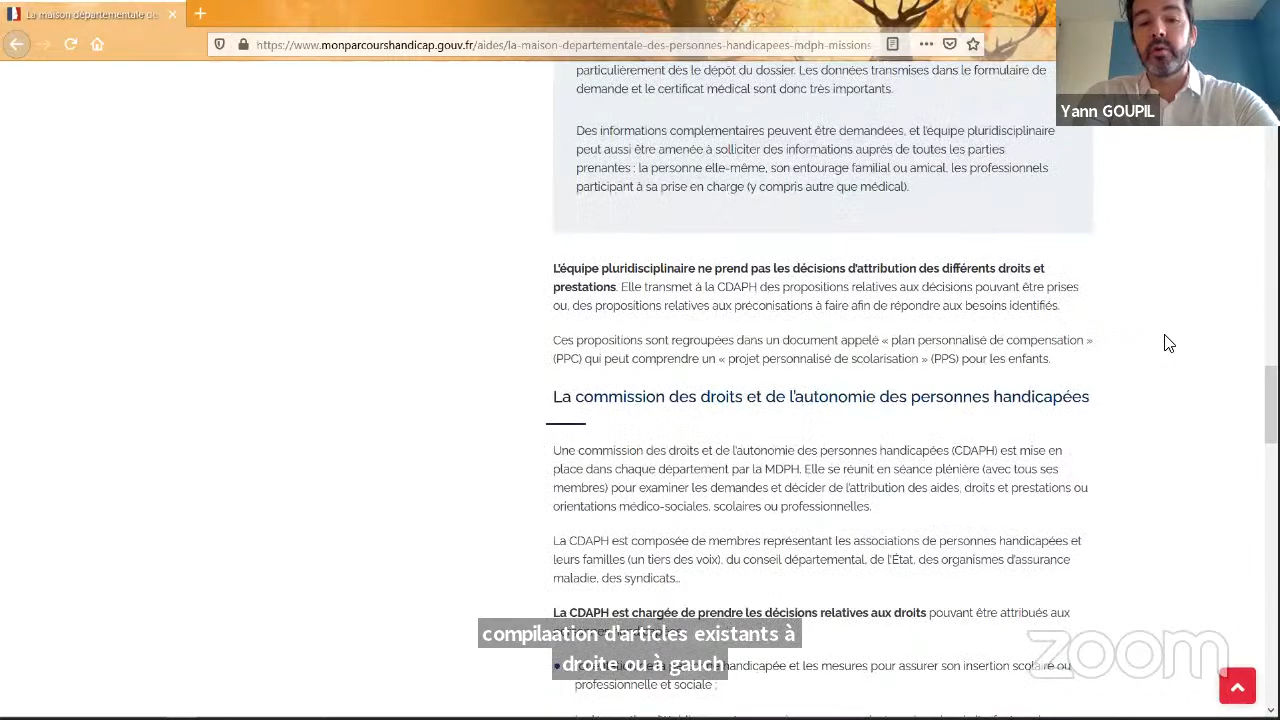 La maison départementale de
https://www.monparcourshandicap.gouv.fr/aides/la-maison-departementale-des-personnes-handicapees-mdph-missions-
Yann GOUPIL
particulièrement dès le dépôt du dossier. Les données transmises dans le formulaire de
demande et le certificat médical sont donc très importants.
Des informations complementaires peuvent être demandées, et l'équipe pluridisciplinaire
peut aussi être amenée à solliciter des informations auprès de toutes les parties
prenantes : la personne elle-même, son entourage familial ou amical, les professionnels
participant à sa prise en charge (y compris autre que médical).
L'équipe pluridisciplinaire ne prend pas les décisions d'attribution des différents droits et
prestations. Elle transmet à la CDAPH des propositions relatives aux décisions pouvant être prises
ou, des propositions relatives aux préconisations à faire afin de répondre aux besoins identifiés.
Ces propositions sont regroupées dans un document appelé « plan personnalisé de compensation »
(PPC) qui peut comprendre un « projet personnalisé de scolarisation » (PPS) pour les enfants.
La commission des droits et de l'autonomie des personnes handicapées
Une commission des droits et de l'autonomie des personnes handicapées (CDAPH) est mise en
place dans chaque département par la MDPH. Elle se réunit en séance plénière (avec tous ses
membres) pour examiner les demandes et décider de l'attribution des aides, droits et prestations ou
orientations médico-sociales, scolaires ou professionnelles.
La CDAPH est composée de membres représentant les associations de personnes handicapées et
leurs familles (un tiers des voix), du conseil départemental, de l'État, des organismes d'assurance
maladie, des syndicats...
La CDAPH est chargée de prendre les décisions relatives aux droits pouvant être attribués aux
compilaation d'articles existants à
droite ou à gauch
handicapée et les mesures pour assurer son insertion scolaire ou
professionnelle et sociale ;
zoom